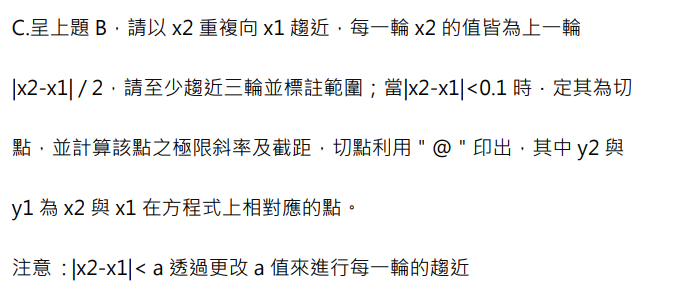 C.呈上題 B，請以 x2 重複向 x1 趨近，每一輪 x2 的值皆為上一輪
|x2-x1| / 2，請至少趨近三輪並標註範圍；當|x2-x1|<0.1 時，定其為切
點，並計算該點之極限斜率及截距，切點利用＂@＂印出，其中 y2 與
y1 為 x2 與 x1 在方程式上相對應的點。
注意：|x2-x1|< a 透過更改 a 值來進行每一輪的趨近